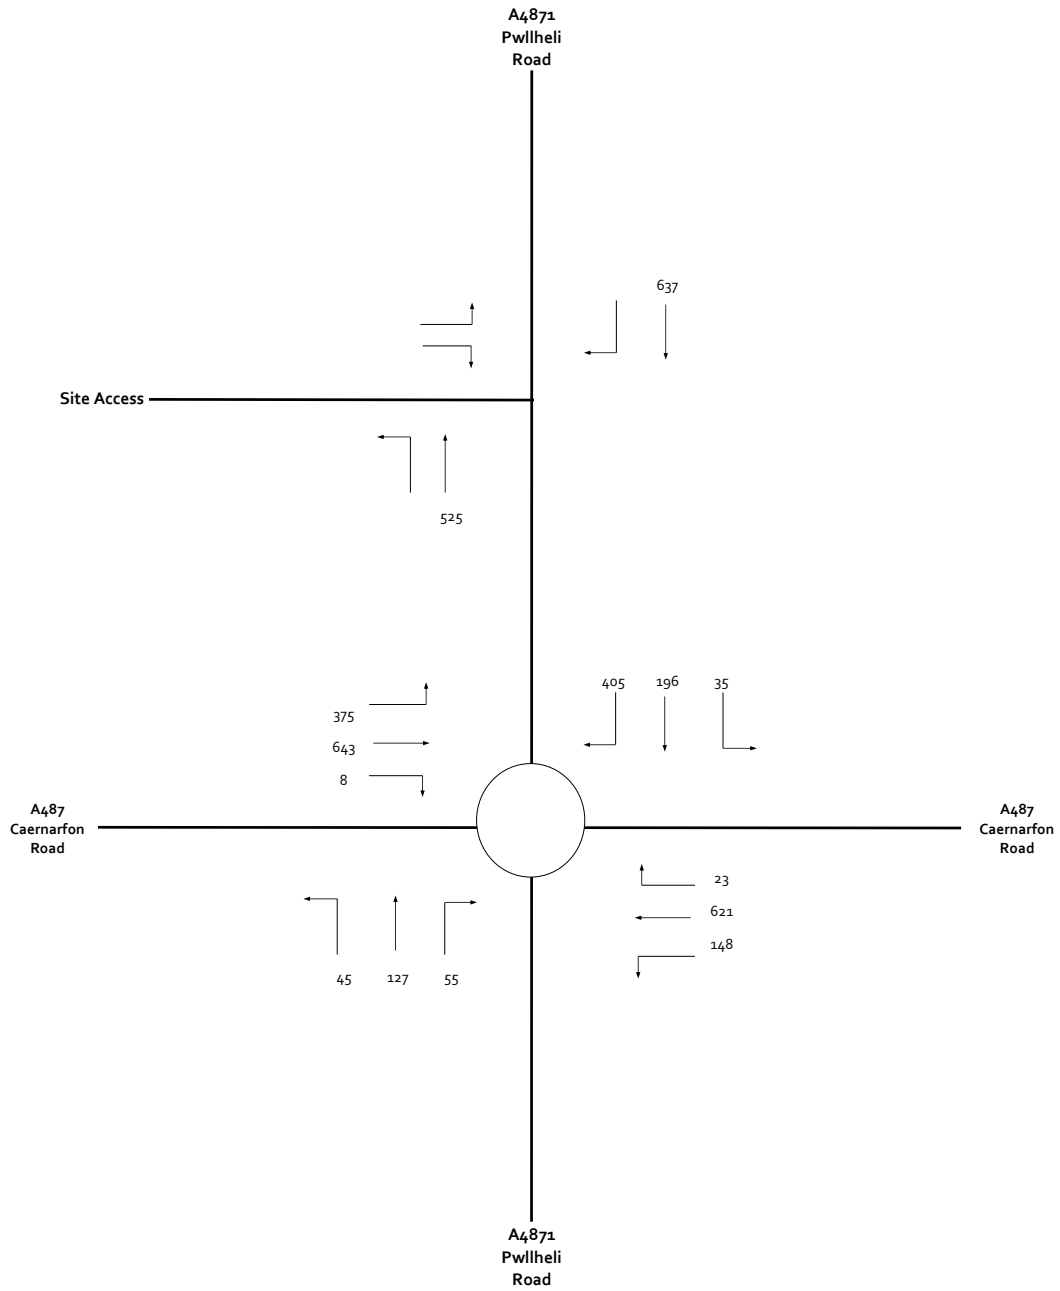 A4871
Pwllheli
Road
637
Site Access
525
405 196 35
375
643
8
A487
Caernarfon
Road
A487
Caernarfon
Road
23
621
148
45 127 55
A4871
Pwllheli
Road